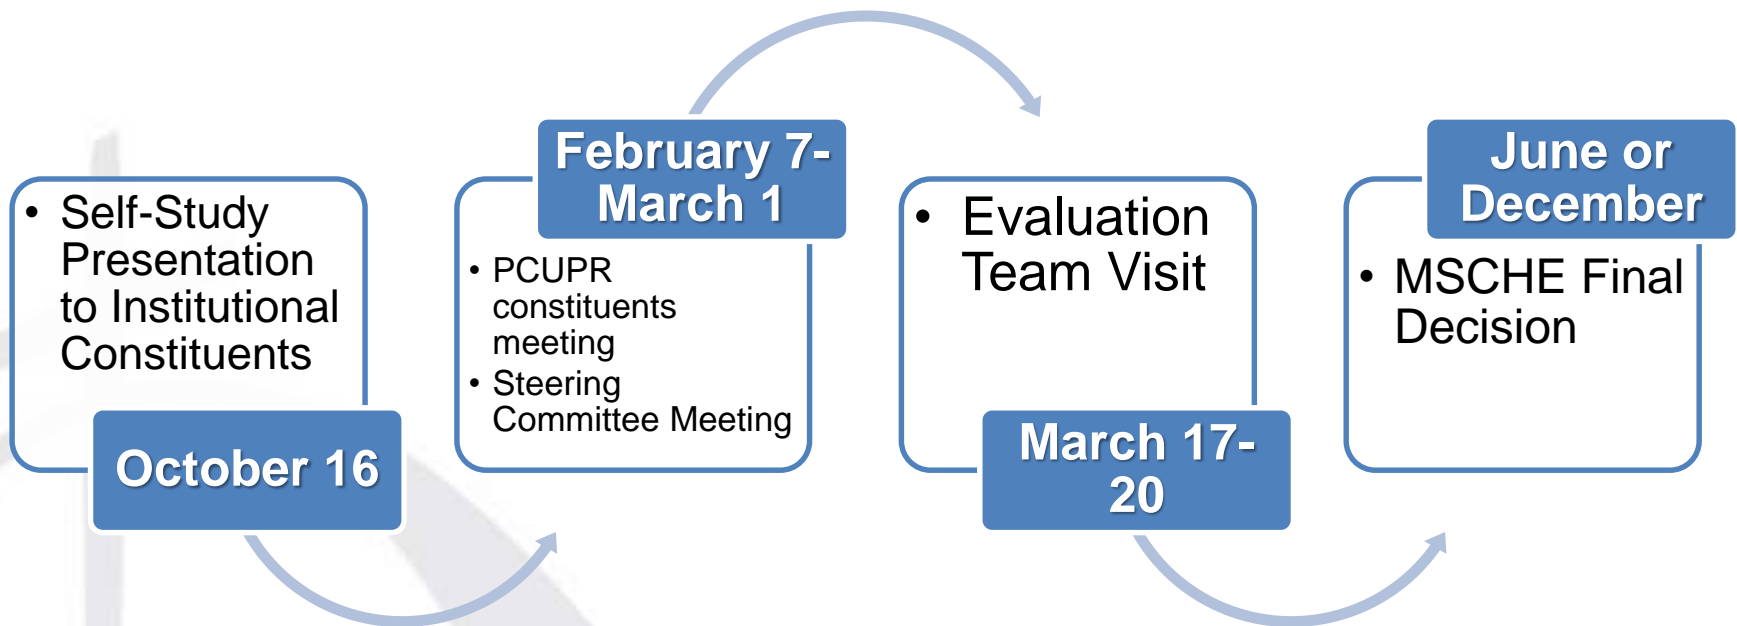 • Self-Study
Presentation
to Institutional
Constituents
October 16
February 7-
March 1
• PCUPR
constituents
meeting
• Steering
Committee Meeting
• Evaluation
Team Visit
March 17-
20
June or
December
• MSCHE Final
Decision